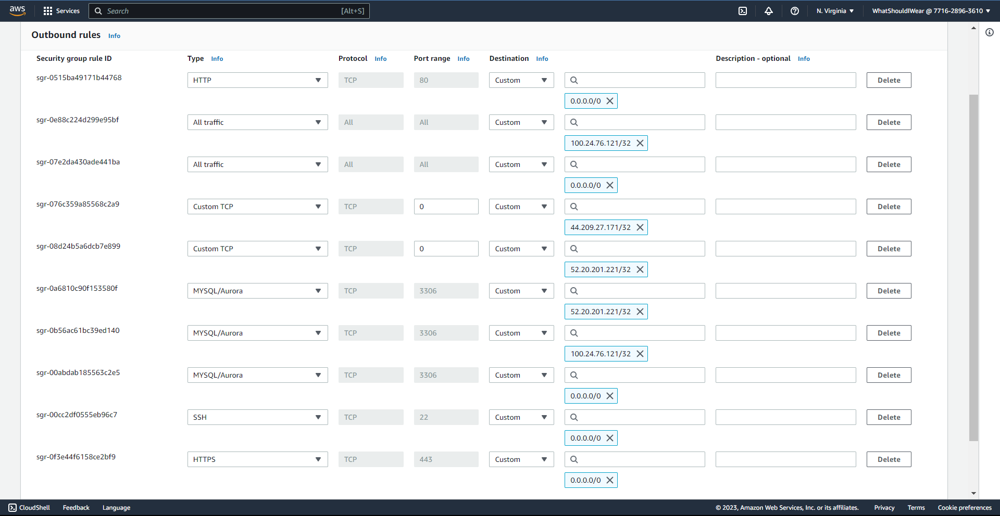 aws Services Search [Alt+S] N. Virginia WhatShouldIWear @ 7716-2896-3610
Outbound rules Info
Security group rule ID Type Info Protocol Info Port range Info Destination Info Description - optional Info
sgr-0515ba49171b44768 HTTP TCP 80 Custom Delete
0.0.0.0/0
sgr-0e88c224d299e95bf All traffic All All Custom Delete
100.24.76.121/32
sgr-07e2da430ade441ba All traffic All All Custom Delete
0.0.0.0/0
sgr-076c359a85568c2a9 Custom TCP TCP 0 Custom Delete
44.209.27.171/32
sgr-08d24b5a6dcb7e899 Custom TCP TCP 0 Custom Delete
52.20.201.221/32
sgr-0a6810c90f153580f MYSQL/Aurora TCP 3306 Custom Delete
52.20.201.221/32
sgr-0b56ac61bc39ed140 MYSQL/Aurora TCP 3306 Custom Delete
100.24.76.121/32
sgr-00abdab185563c2e5 MYSQL/Aurora TCP 3306 Custom Delete
0.0.0.0/0
sgr-00cc2df0555eb96c7 SSH TCP 22 Custom Delete
0.0.0.0/0
sgr-0f3e44f6158ce2bf9 HTTPS TCP 443 Custom Delete
0.0.0.0/0
CloudShell Feedback Language © 2023, Amazon Web Services, Inc. or its affiliates. Privacy Terms Cookie preferences